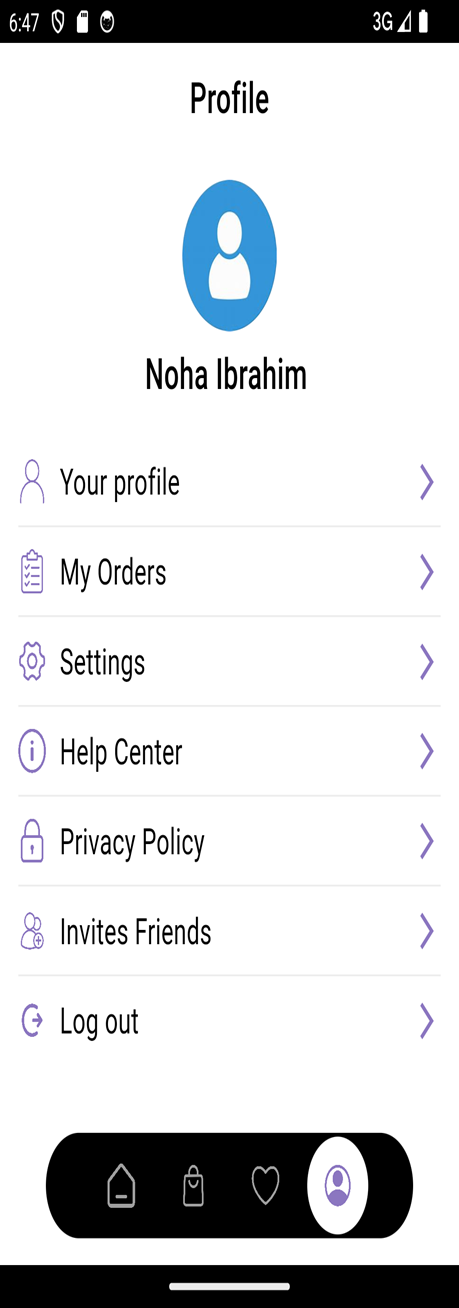 6:47 3G
Profile
Noha Ibrahim
Your profile
My Orders
Settings
Help Center
Privacy Policy
Invites Friends
Log out